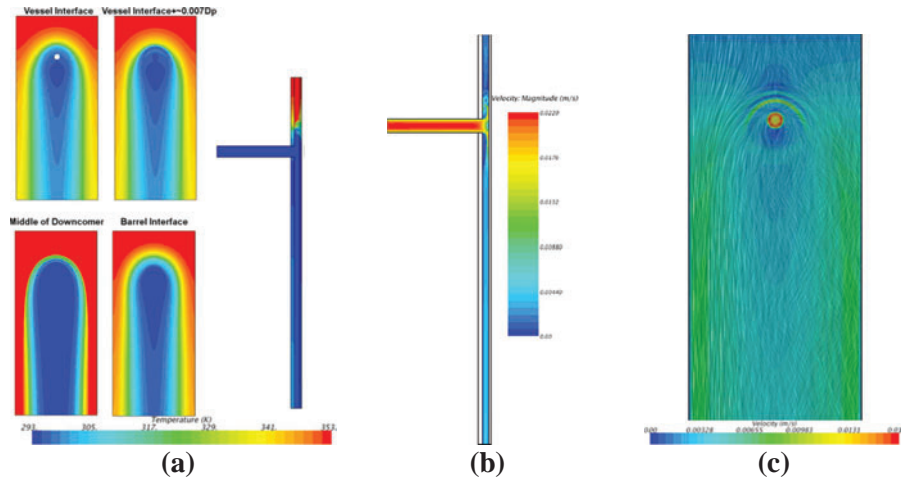 Vessel Interface
Vessel Interface+~0.007Dp
Middle of Downcomer
Barrel Interface
Temperature (K)
293. 305. 317. 329. 341. 353.
(a)
Velocity: Magnitude (m/s)
0.0220
0.0176
0.0132
0.00880
0.00440
0.00
(b)
Velocity (m/s)
0.00 0.00328 0.00655 0.00983 0.0131
(c)